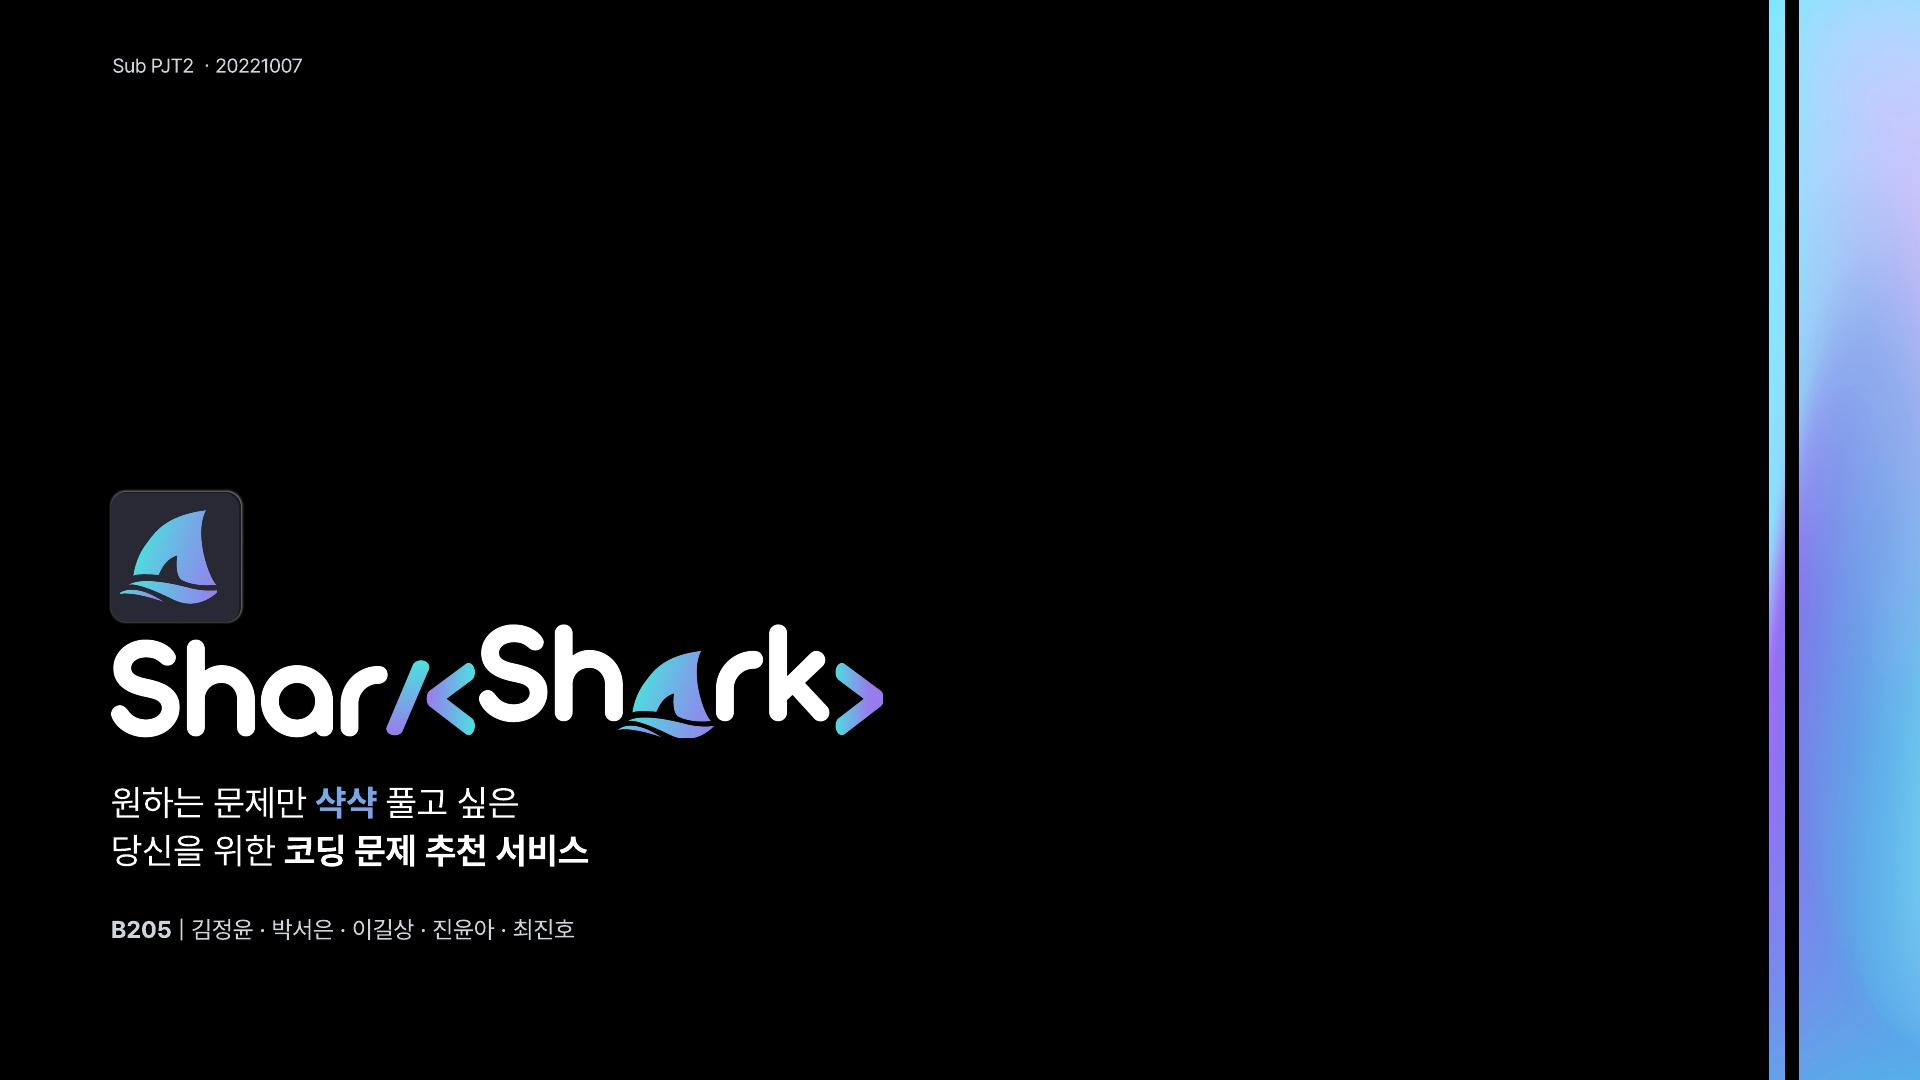 Sub PJT2 · 20221007
Shar/<Shark>
원하는 문제만 샥샥 풀고 싶은
당신을 위한 코딩 문제 추천 서비스
B205 | 김정윤 · 박서은 · 이길상 · 진윤아 · 최진호